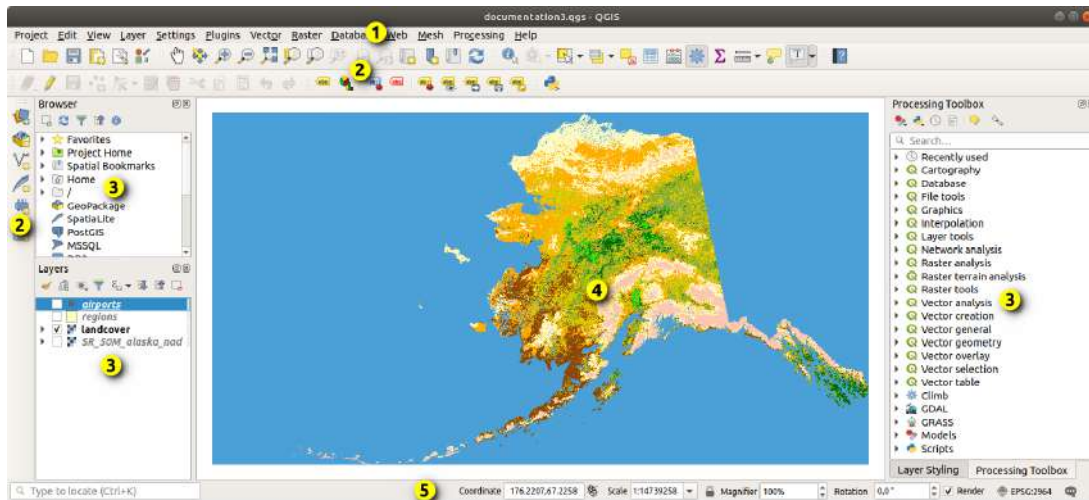 documentation3.qgs - QGIS
Project Edit View Layer Settings Plugins Vector Raster Database Web Mesh Processing Help
1
2
Browser
Favorites
Project Home
Spatial Bookmarks
Home
/
3
GeoPackage
SpatiaLite
PostGIS
MSSQL
2
Layers
airports
regions
landcover
SR_50M_alaska_nad
3
4
Processing Toolbox
Search...
Recently used
Cartography
Database
File tools
Graphics
Interpolation
Layer tools
Network analysis
Raster analysis
Raster terrain analysis
Raster tools
Vector analysis
3
Vector creation
Vector general
Vector geometry
Vector overlay
Vector selection
Vector table
Climb
GDAL
GRASS
Models
Scripts
Layer Styling Processing Toolbox
Type to locate (Ctrl+K) 5 Coordinate 176.2207,67.2258 Scale 1:14739258 Magnifier 100% Rotation 0,0° Render EPSG:2964